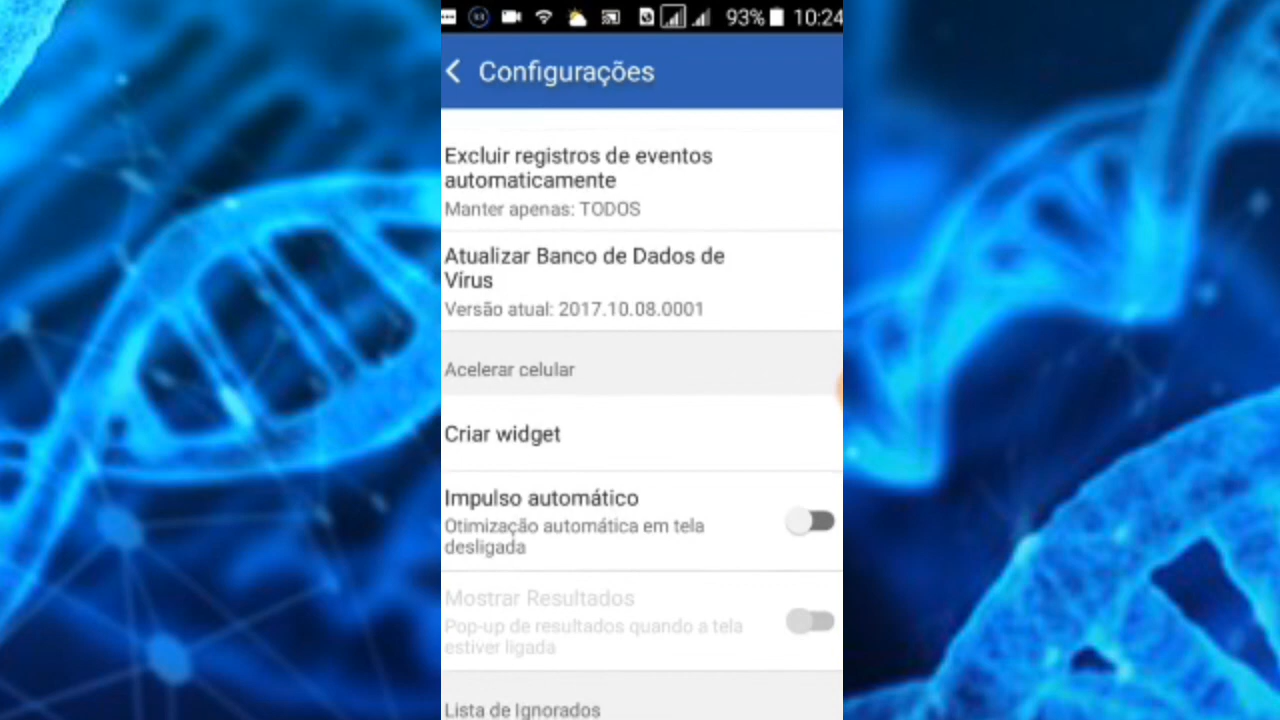 93% 10:24
Configurações
Excluir registros de eventos
automaticamente
Manter apenas: TODOS
Atualizar Banco de Dados de
Vírus
Versão atual: 2017.10.08.0001
Acelerar celular
Criar widget
Impulso automático
Otimização automática em tela
desligada
Mostrar Resultados
Pop-up de resultados quando a tela
estiver ligada
Lista de Ignorados